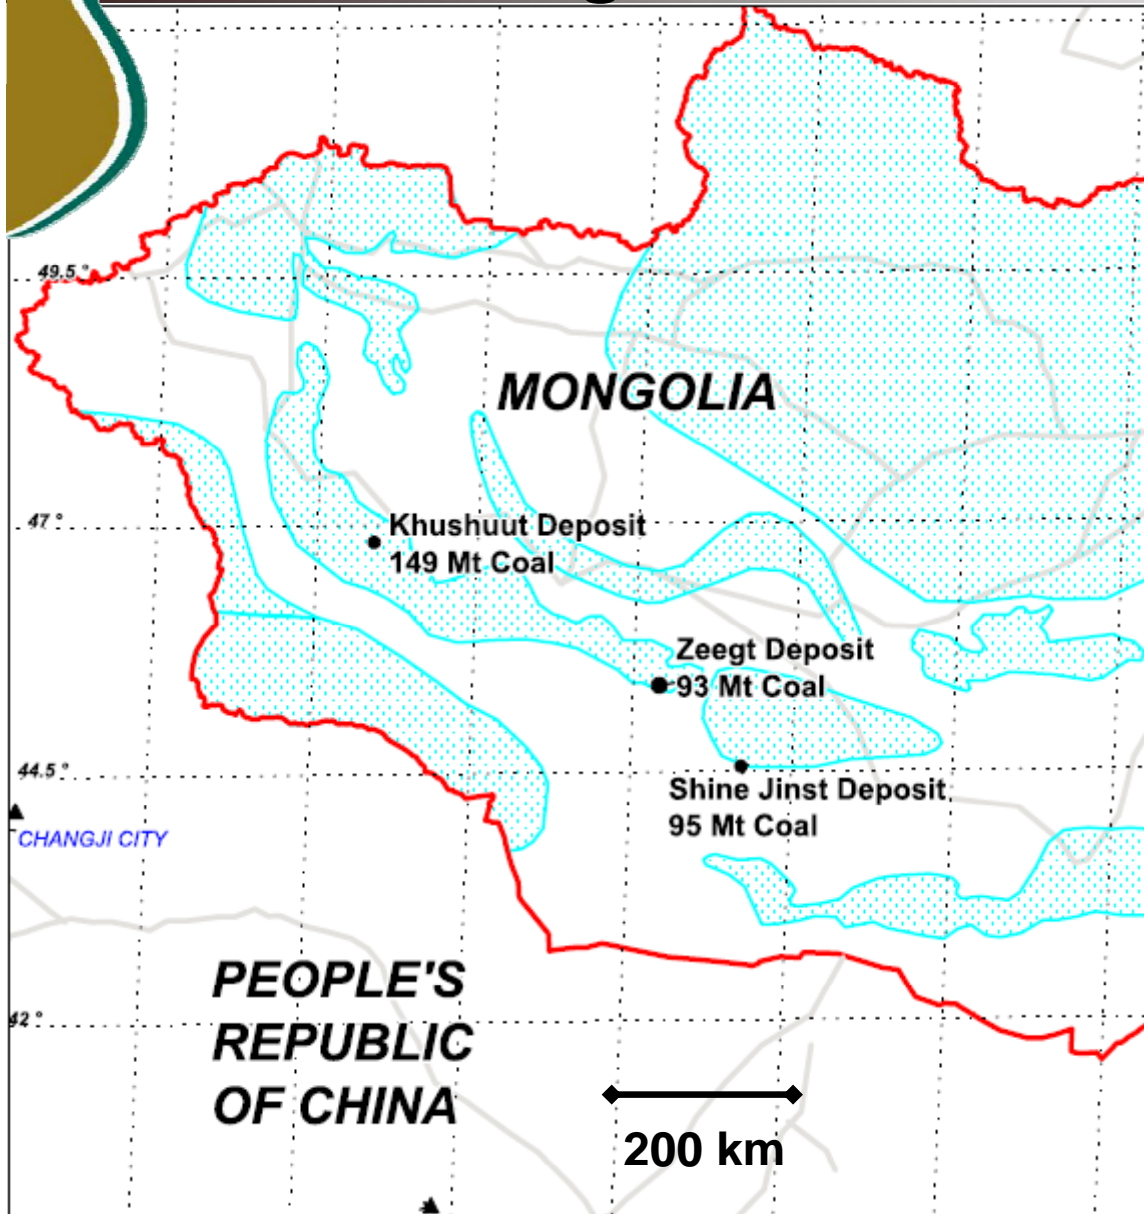 49.5 °
MONGOLIA
47 °
Khushuut Deposit
149 Mt Coal
Zeegt Deposit
93 Mt Coal
44.5 °
Shine Jinst Deposit
95 Mt Coal
CHANGJI CITY
PEOPLE'S
REPUBLIC
OF CHINA
42 °
200 km